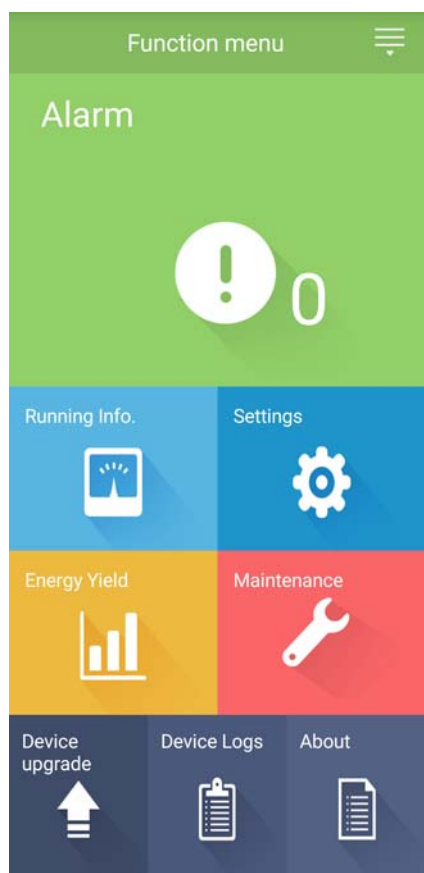 Function menu
Alarm
0
Running Info.
Settings
Energy Yield
Maintenance
Device
upgrade
Device Logs
About